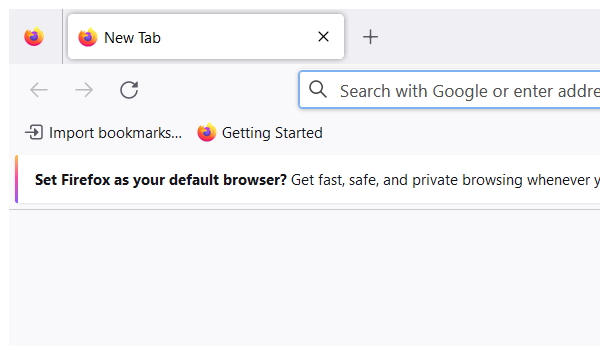 New Tab
Search with Google or enter addre
Import bookmarks... Getting Started
Set Firefox as your default browser? Get fast, safe, and private browsing whenever y